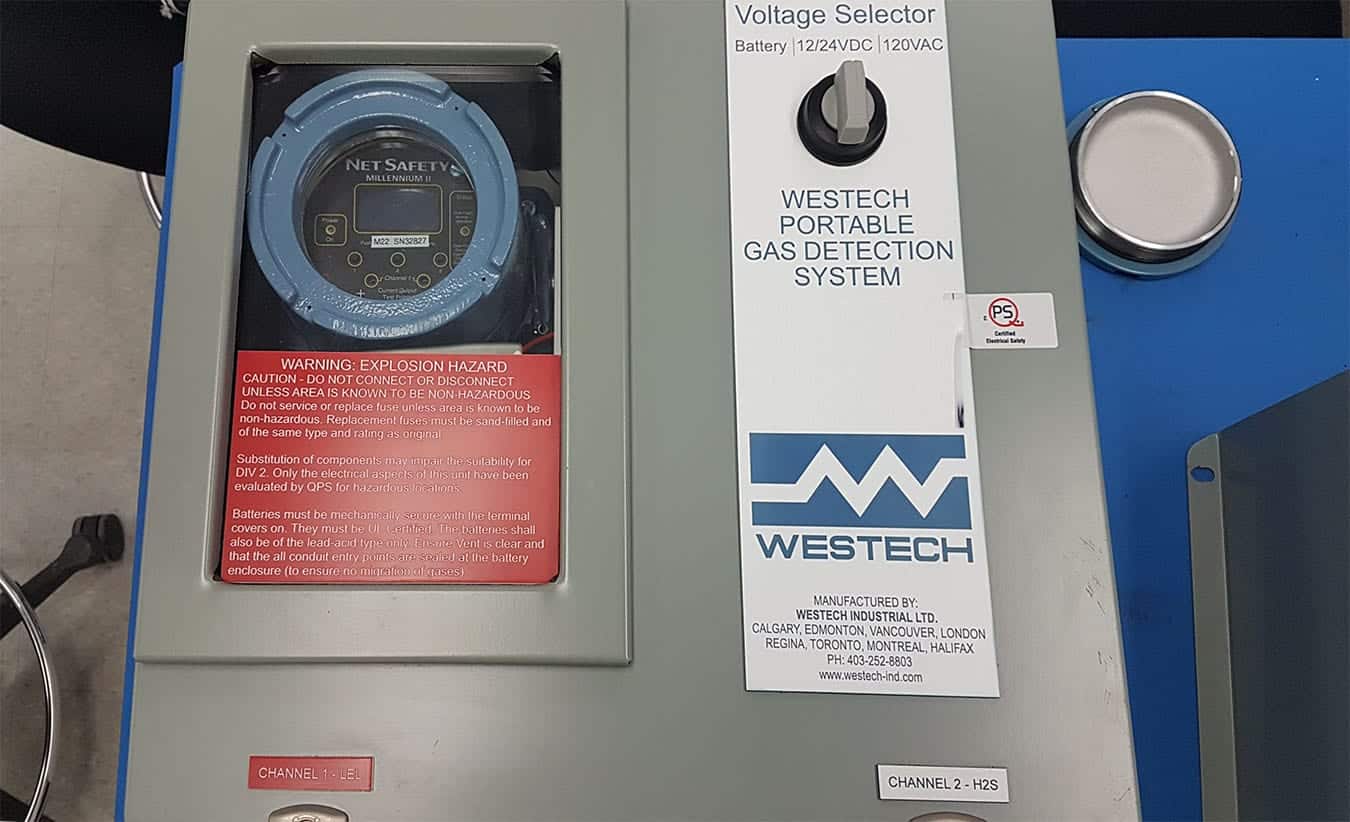 Voltage Selector
Battery | 12/24VDC | 120VAC
WESTECH
PORTABLE
GAS DETECTION
SYSTEM
NET SAFETY
MILLENNIUM II
Power
On
M22 SN32827
Channel 1
Current Output
+
PS
Certified
Electrical Safety
WARNING: EXPLOSION HAZARD
CAUTION - DO NOT CONNECT OR DISCONNECT
UNLESS AREA IS KNOWN TO BE NON-HAZARDOUS
Do not service or replace fuse unless area is known to be
non-hazardous. Replacement fuses must be sand-filled and
of the same type and rating as original
Substitution of components may impair the suitability for
DIV 2. Only the electrical aspects of this unit have been
evaluated by QPS for hazardous locations.
Batteries must be mechanically secure with the terminal
covers on. They must be UL Certified. The batteries shall
also be of the lead-acid type only. Ensure Vent is clear and
that the all conduit entry points are sealed at the battery
enclosure (to ensure no migration of gases)
WESTECH
MANUFACTURED BY:
WESTECH INDUSTRIAL LTD.
CALGARY, EDMONTON, VANCOUVER, LONDON
REGINA, TORONTO, MONTREAL, HALIFAX
PH: 403-252-8803
www.westech-ind.com
CHANNEL 1 - LEL
CHANNEL 2 - H2S